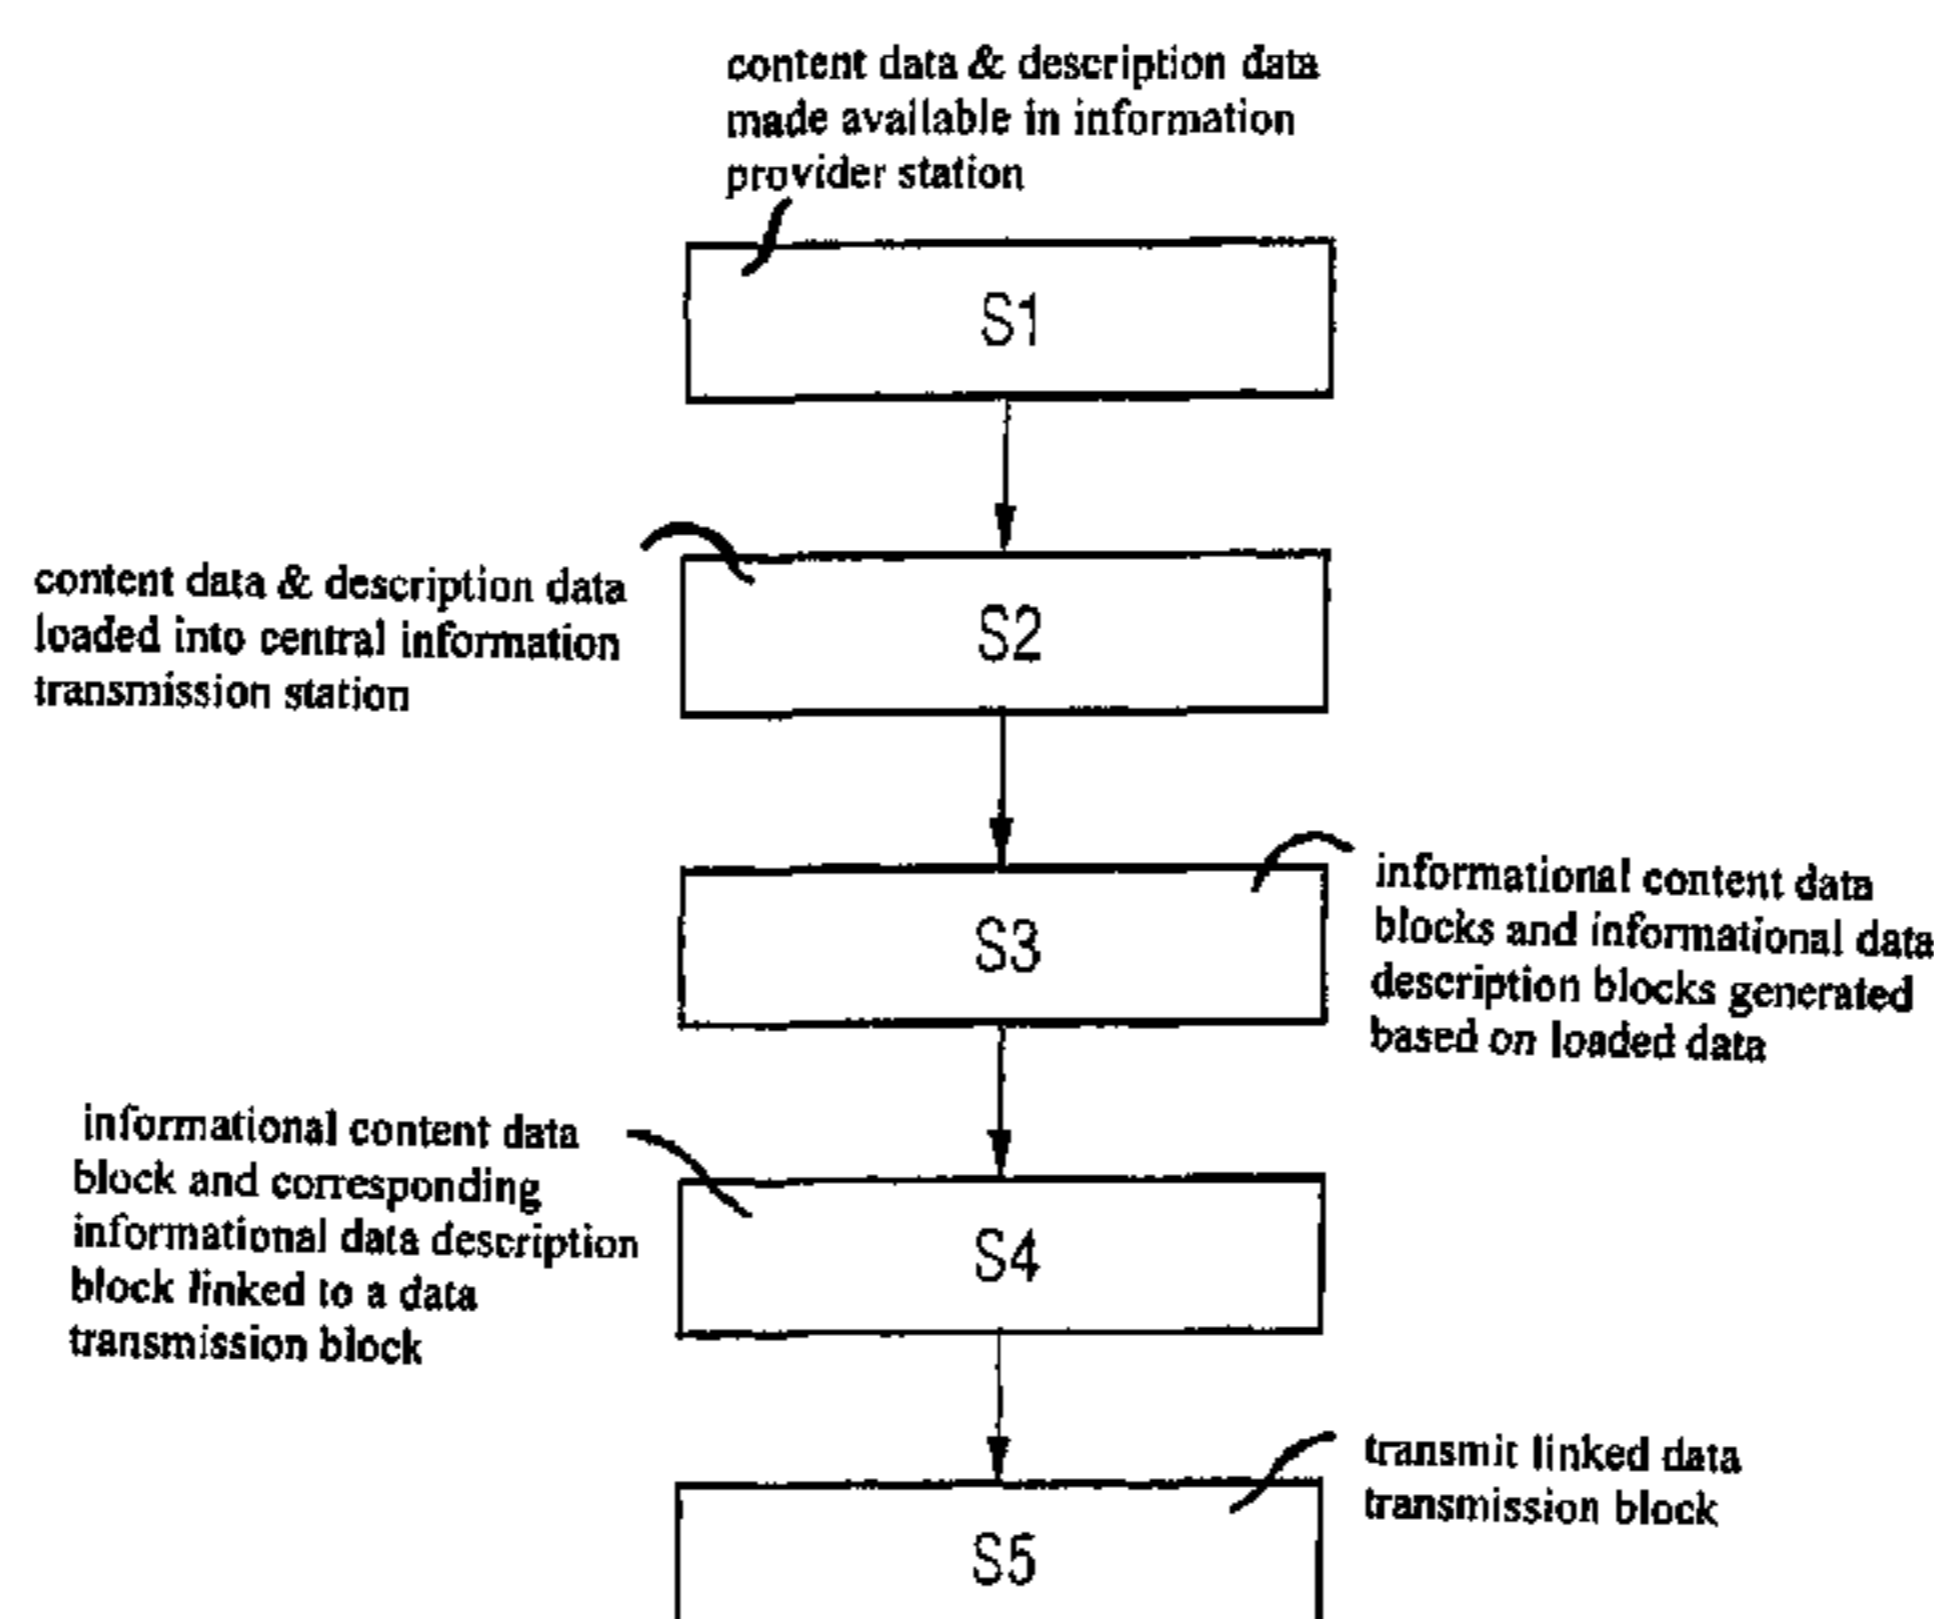 content data & description data
made available in information
provider station
S1
content data & description data
loaded into central information
transmission station
S2
informational content data
blocks and informational data
description blocks generated
based on loaded data
S3
informational content data
block and corresponding
informational data description
block linked to a data
transmission block
S4
transmit linked data
transmission block
S5